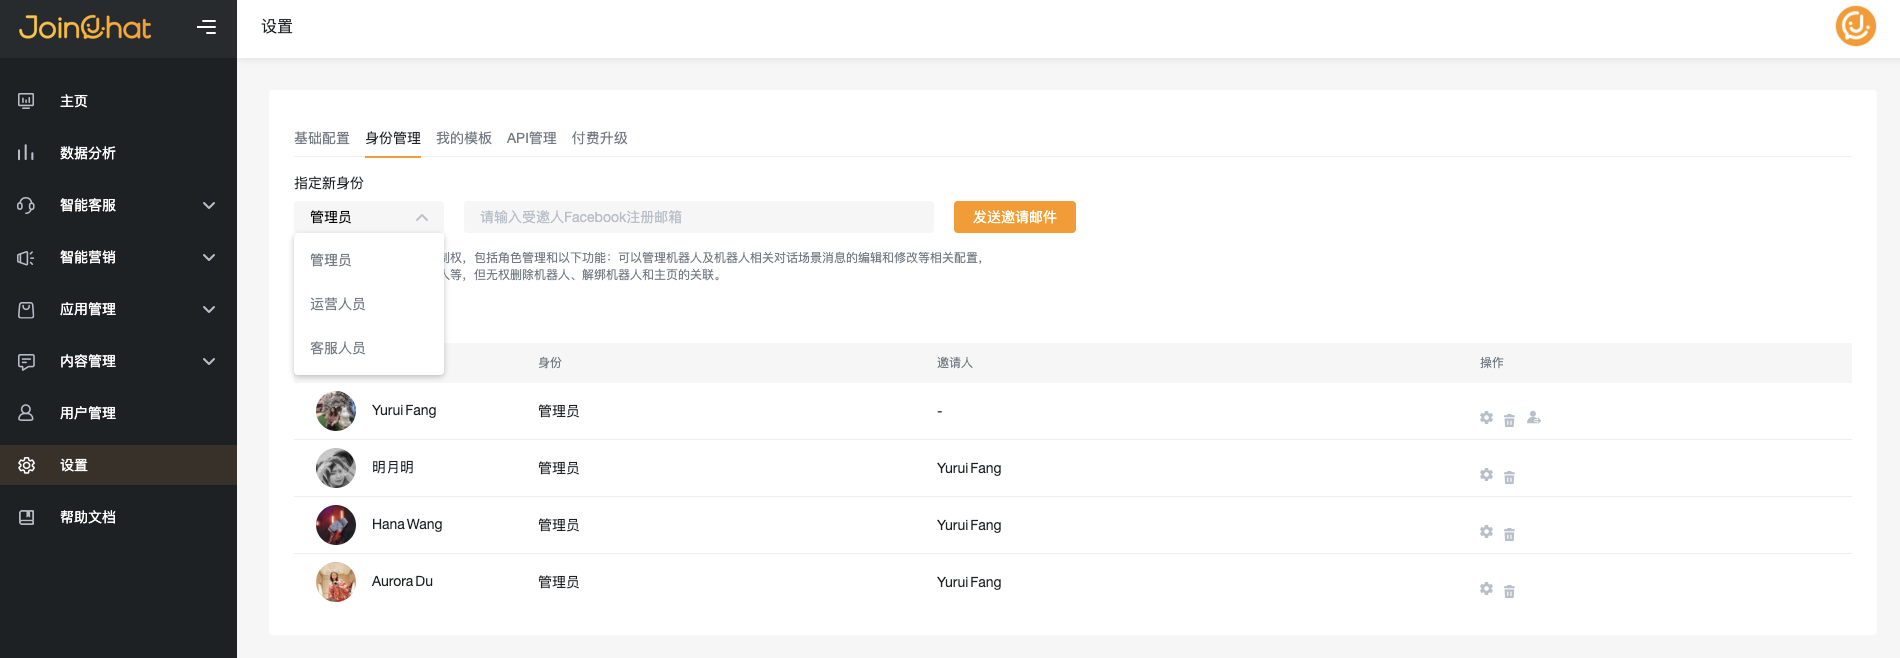 JoinChat
设置
主页
数据分析
智能客服
智能营销
应用管理
内容管理
用户管理
设置
帮助文档
基础配置 身份管理 我的模板 API管理 付费升级
指定新身份
管理员 请输入受邀人Facebook注册邮箱 发送邀请邮件
管理员
运营人员
客服人员
制权，包括角色管理和以下功能：可以管理机器人及机器人相关对话场景消息的编辑和修改等相关配置，
人等，但无权删除机器人、解绑机器人和主页的关联。
身份 邀请人 操作
Yurui Fang 管理员 -
明月明 管理员 Yurui Fang
Hana Wang 管理员 Yurui Fang
Aurora Du 管理员 Yurui Fang